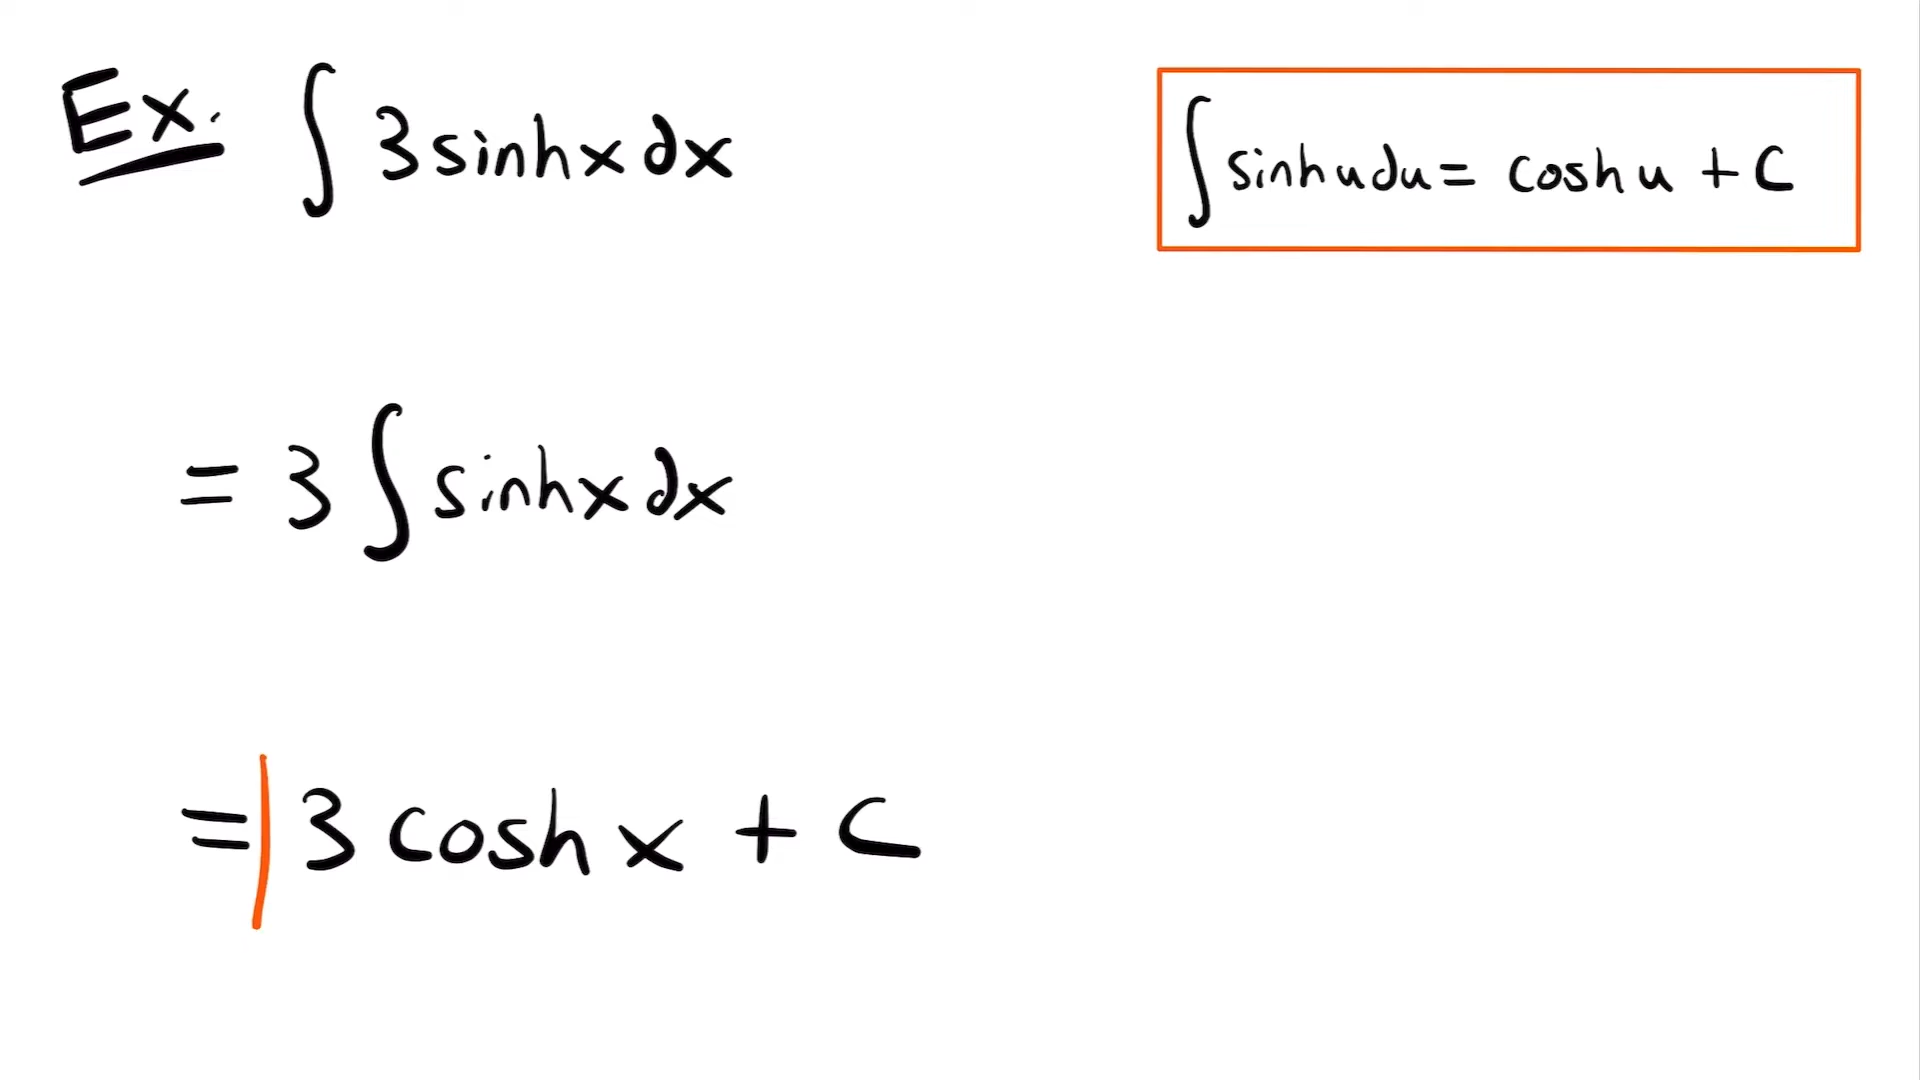 Ex. ∫ 3 sinh x dx
∫ sinh u du = cosh u + C
= 3 ∫ sinh x dx
= 3 cosh x + C